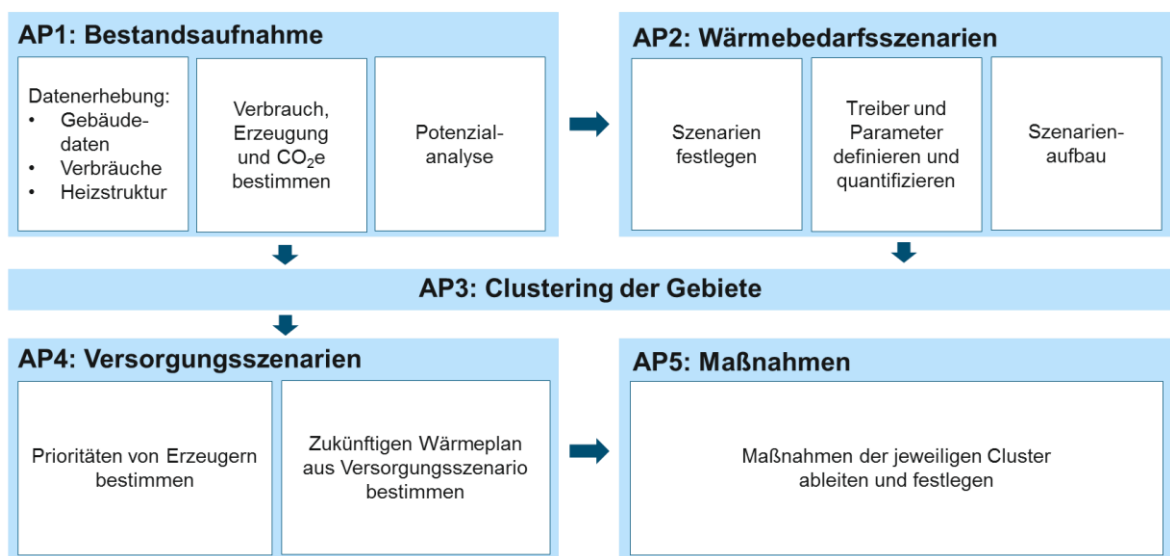 AP1: Bestandsaufnahme
Datenerhebung:
• Gebäude-
daten
• Verbräuche
• Heizstruktur
Verbrauch,
Erzeugung
und CO₂e
bestimmen
Potenzial-
analyse
AP2: Wärmebedarfsszenarien
Szenarien
festlegen
Treiber und
Parameter
definieren und
quantifizieren
Szenarien-
aufbau
AP3: Clustering der Gebiete
AP4: Versorgungsszenarien
Prioritäten von Erzeugern
bestimmen
Zukünftigen Wärmeplan
aus Versorgungsszenario
bestimmen
AP5: Maßnahmen
Maßnahmen der jeweiligen Cluster
ableiten und festlegen